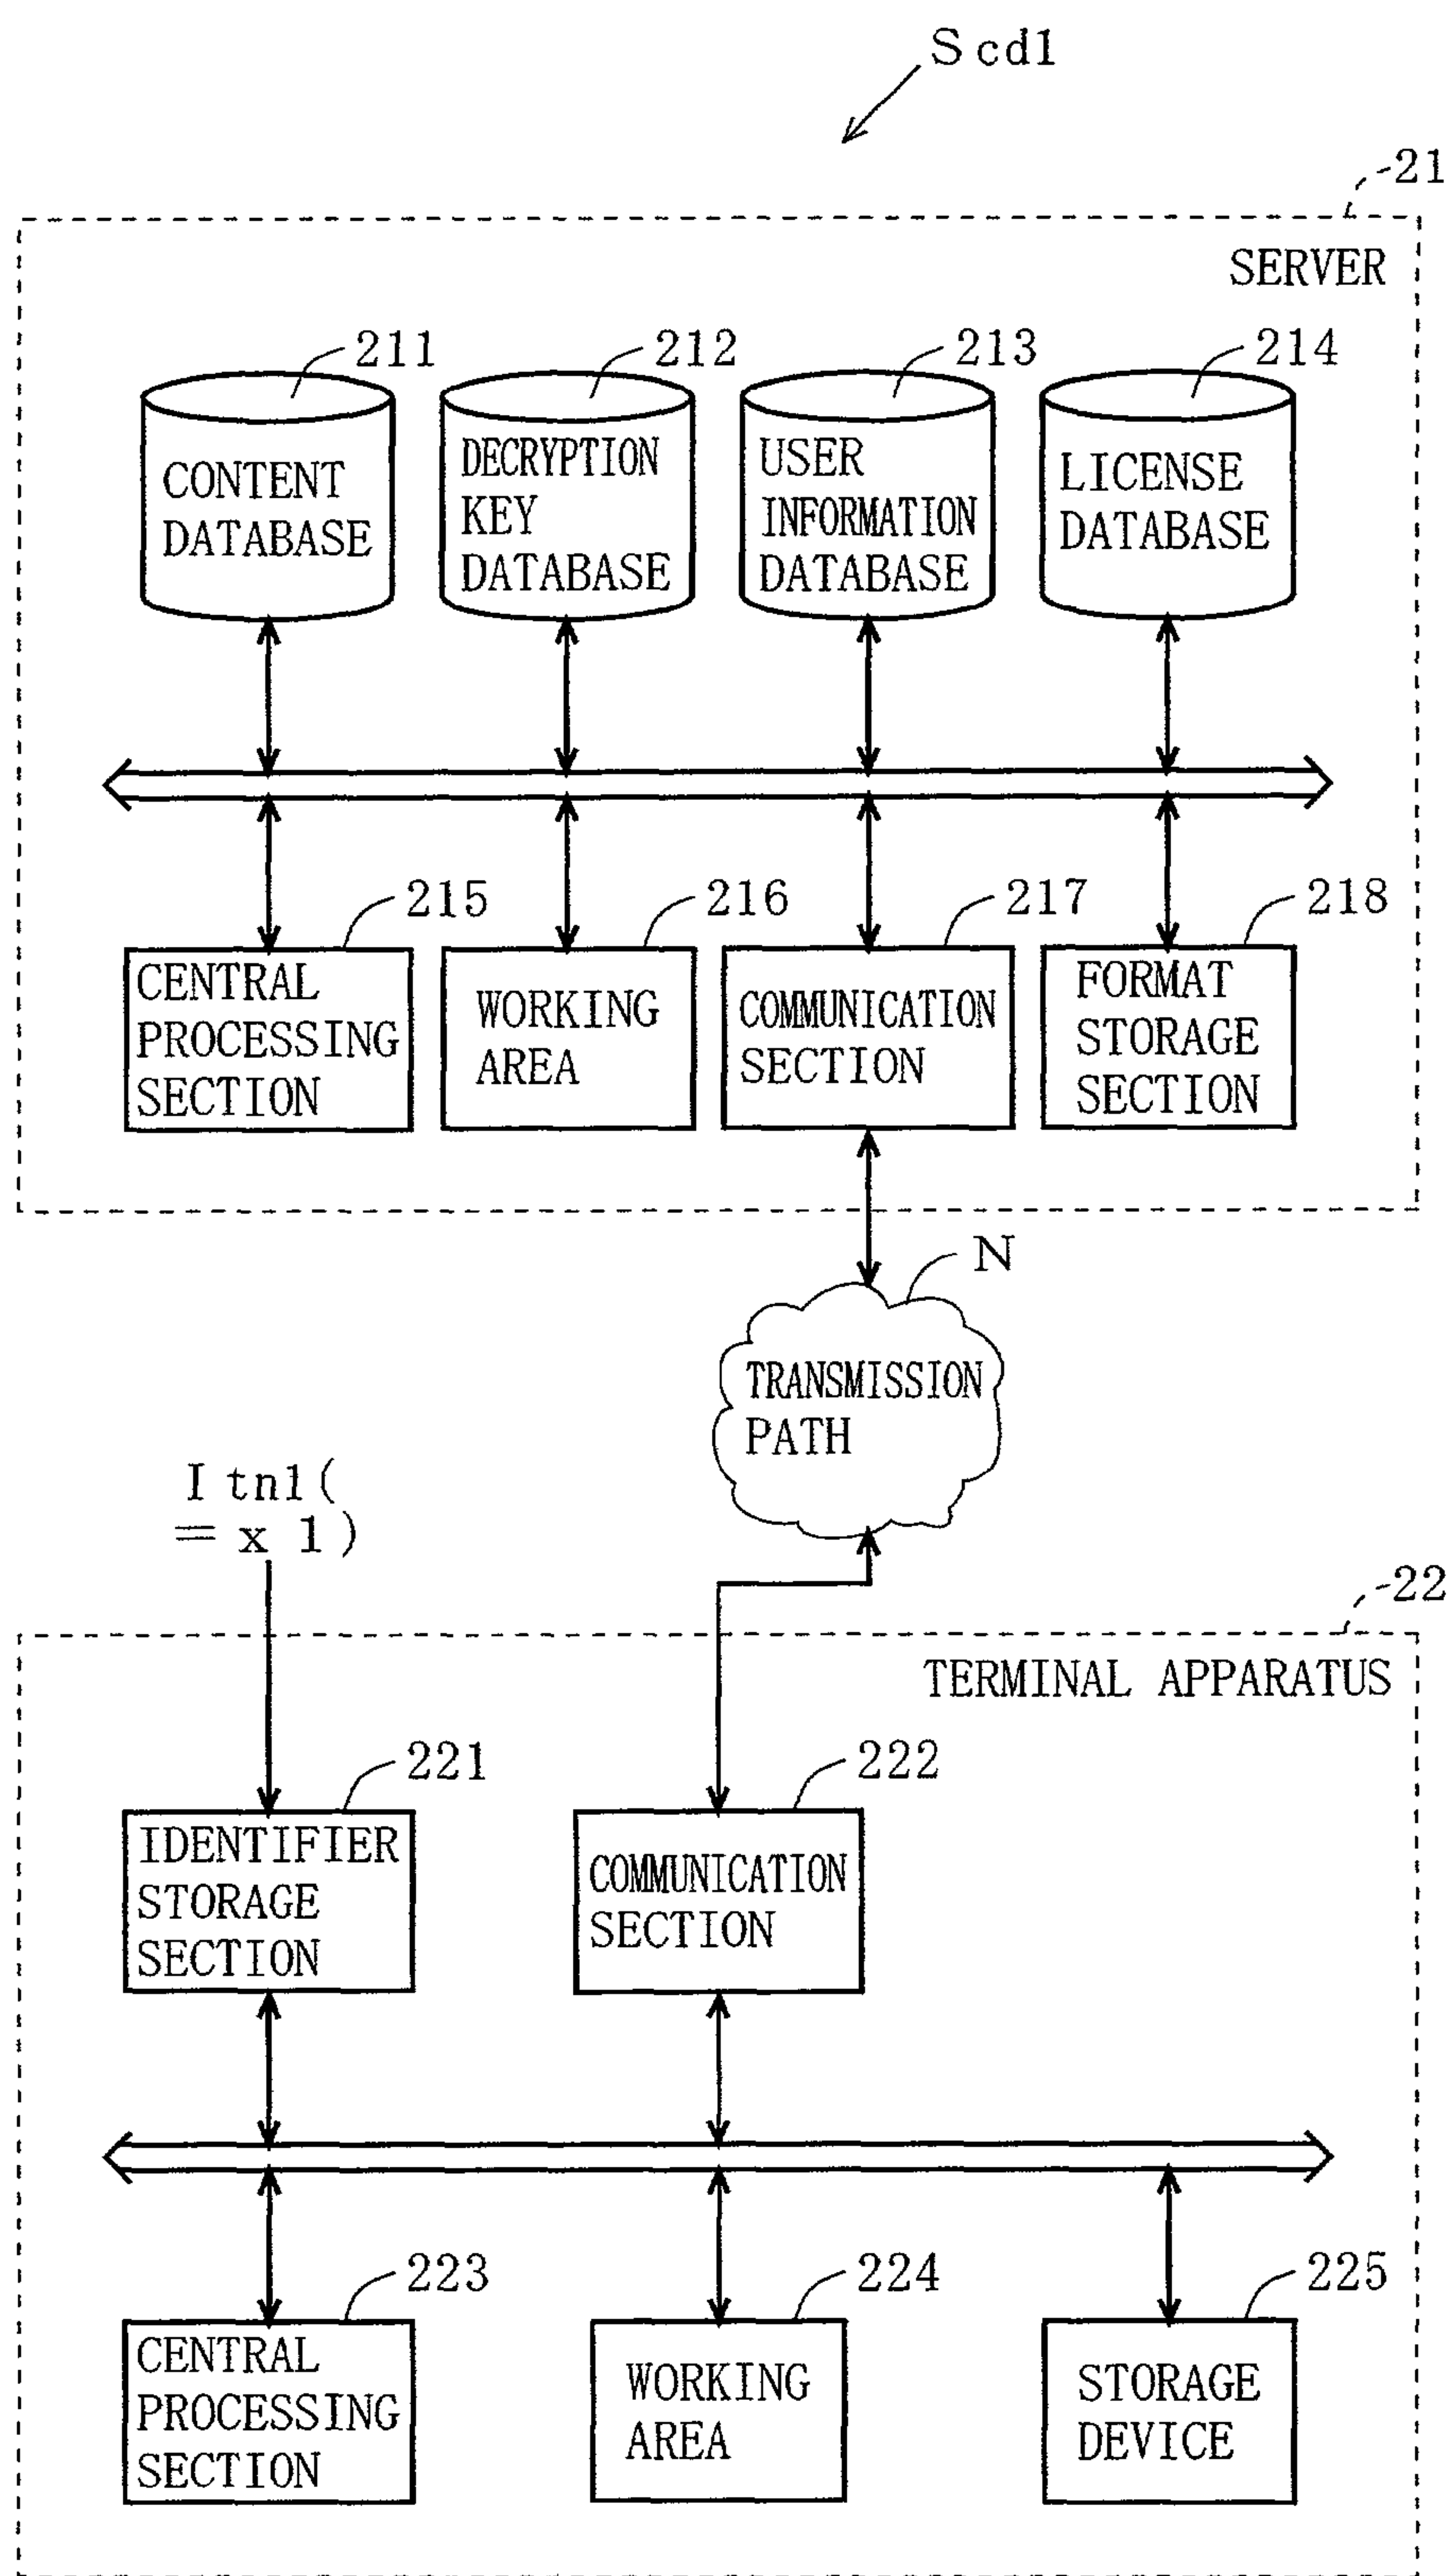 Scd1
21
SERVER
211
212
213
214
CONTENT
DATABASE
DECRYPTION
KEY
DATABASE
USER
INFORMATION
DATABASE
LICENSE
DATABASE
215
216
217
218
CENTRAL
PROCESSING
SECTION
WORKING
AREA
COMMUNICATION
SECTION
FORMAT
STORAGE
SECTION
N
TRANSMISSION
PATH
Itn1(
=x1)
22
TERMINAL APPARATUS
221
222
IDENTIFIER
STORAGE
SECTION
COMMUNICATION
SECTION
223
224
225
CENTRAL
PROCESSING
SECTION
WORKING
AREA
STORAGE
DEVICE